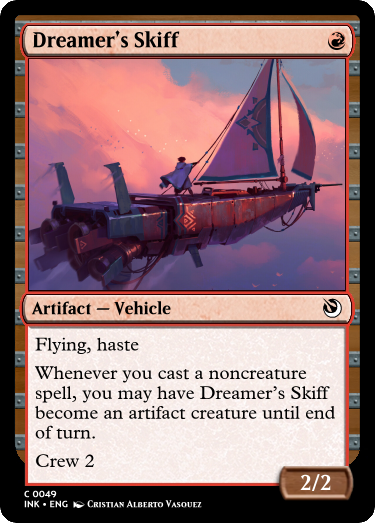 Dreamer's Skiff
Artifact — Vehicle
Flying, haste
Whenever you cast a noncreature
spell, you may have Dreamer's Skiff
become an artifact creature until end
of turn.
Crew 2
2/2
C 0049
INK • ENG Cristian Alberto Vasquez